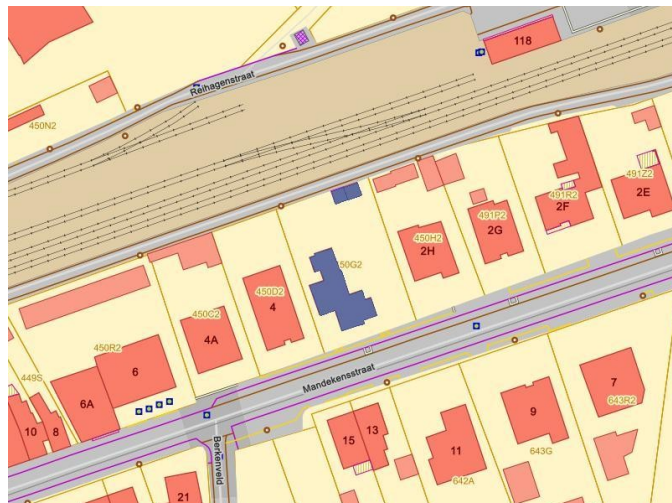 118
Reihagenstraat
450N2
491Z2
491R2
2E
2F
491P2
2G
450H2
2H
450G2
450D2
4
450C2
4A
450R2
6
449S
6A
10
8
Mandekensstraat
Berkenveld
7
643R2
9
643G
13
15
11
642A
21